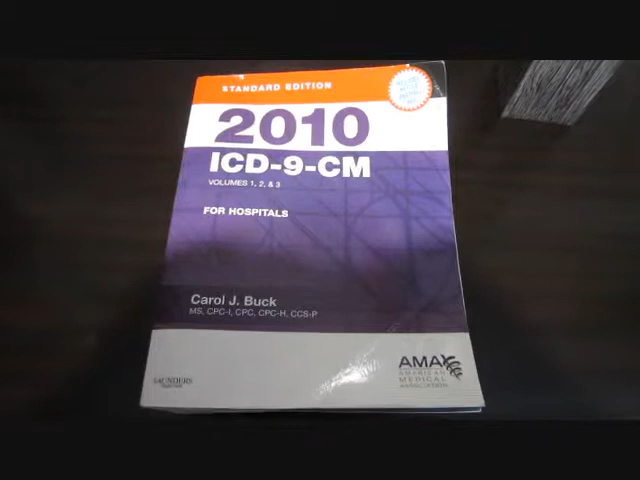 STANDARD EDITION
2010
ICD-9-CM
VOLUMES 1, 2, & 3
FOR HOSPITALS
Carol J. Buck
MS, CPC-I, CPC, CPC-H, CCS-P
SAUNDERS
AMA
AMERICAN
MEDICAL
ASSOCIATION